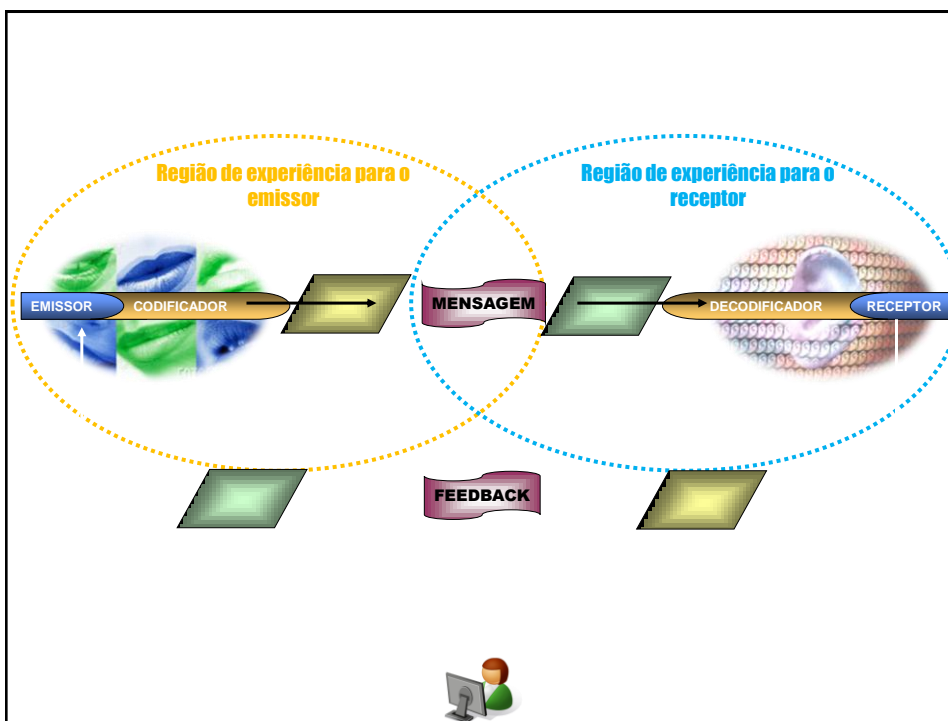 Região de experiência para o
emissor
Região de experiência para o
receptor
EMISSOR
CODIFICADOR
MENSAGEM
DECODIFICADOR
RECEPTOR
FEEDBACK